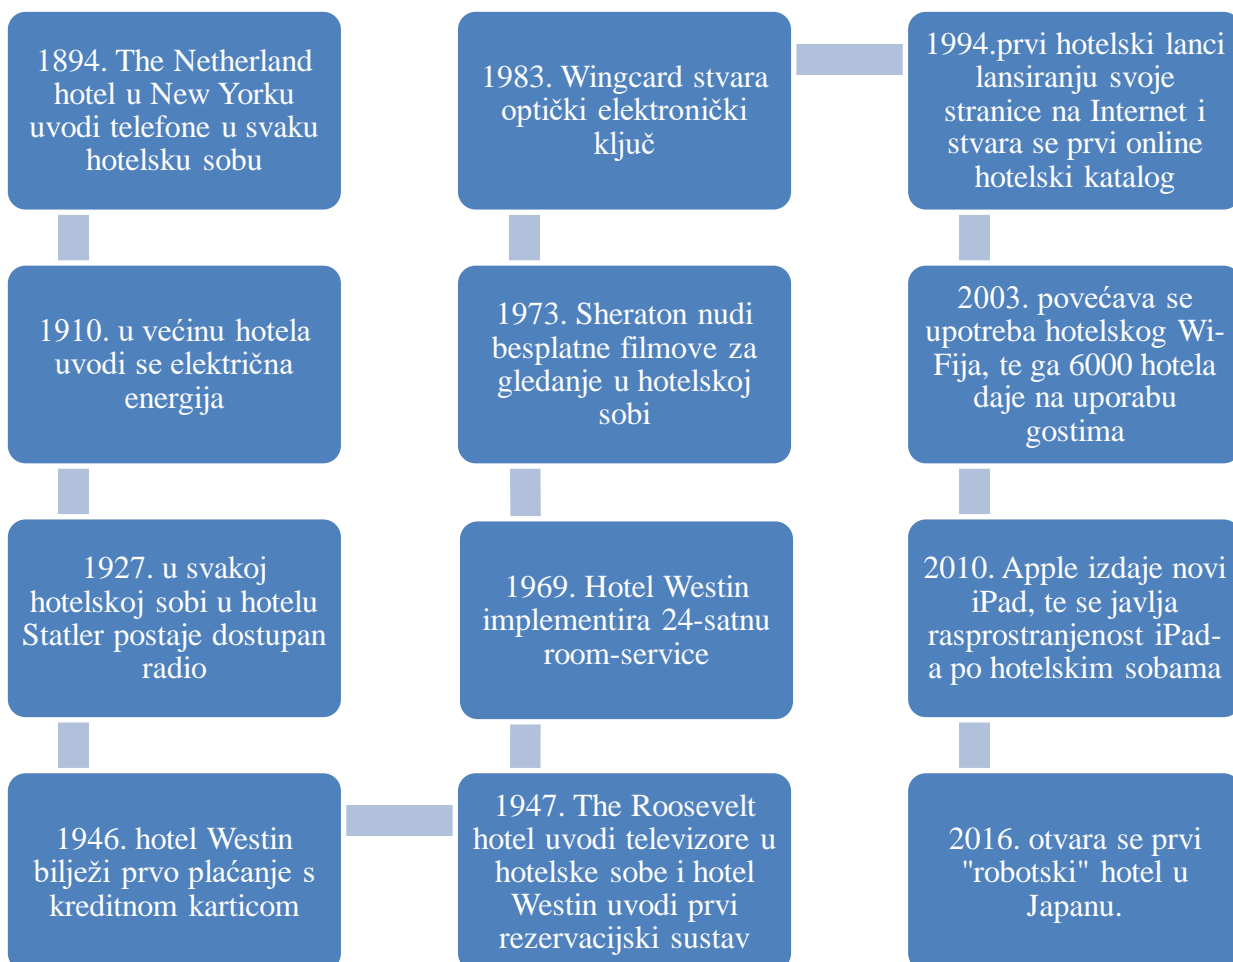 1894. The Netherland
hotel u New Yorku
uvodi telefone u svaku
hotelsku sobu
1910. u većinu hotela
uvodi se električna
energija
1927. u svakoj
hotelskoj sobi u hotelu
Statler postaje dostupan
radio
1946. hotel Westin
bilježi prvo plaćanje s
kreditnom karticom
1947. The Roosevelt
hotel uvodi televizore u
hotelske sobe i hotel
Westin uvodi prvi
rezervacijski sustav
1969. Hotel Westin
implementira 24-satnu
room-service
1973. Sheraton nudi
besplatne filmove za
gledanje u hotelskoj
sobi
1983. Wingcard stvara
optički elektronički
ključ
1994.prvi hotelski lanci
lansiranju svoje
stranice na Internet i
stvara se prvi online
hotelski katalog
2003. povećava se
upotreba hotelskog Wi-
Fija, te ga 6000 hotela
daje na uporabu
gostima
2010. Apple izdaje novi
iPad, te se javlja
rasprostranjenost iPad-
a po hotelskim sobama
2016. otvara se prvi
"robotski" hotel u
Japanu.